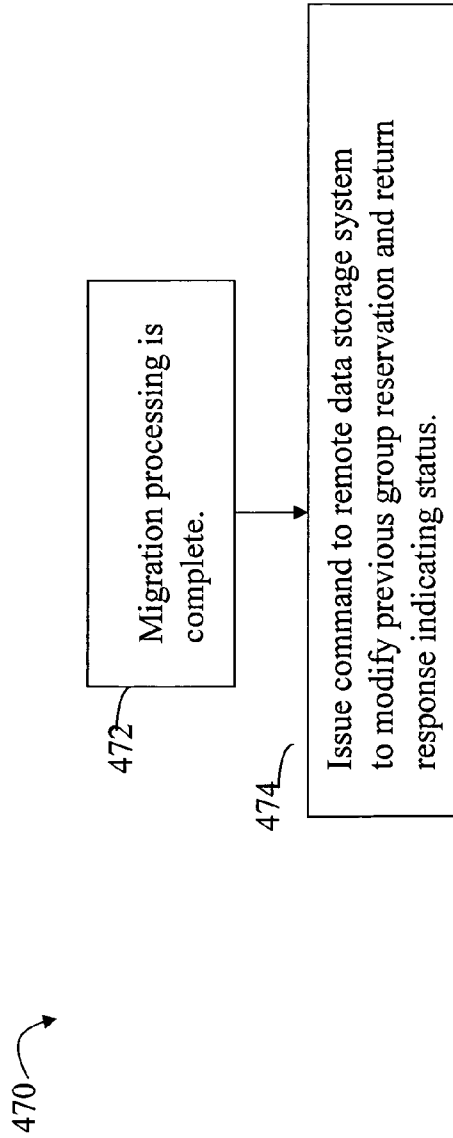 470
472
Migration processing is
complete.
474
Issue command to remote data storage system
to modify previous group reservation and return
response indicating status.